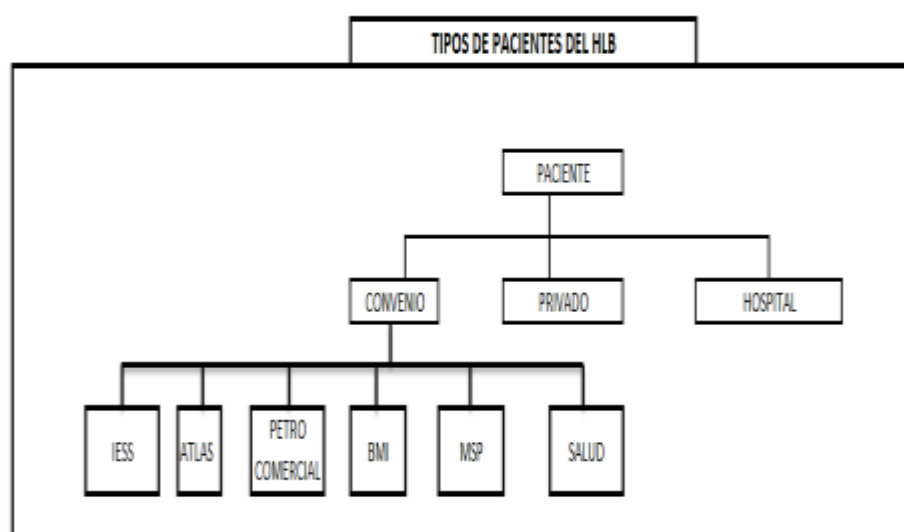 TIPOS DE PACIENTES DEL HLB
PACIENTE
CONVENIO
PRIVADO
HOSPITAL
IESS
ATLAS
PETRO
COMERCIAL
BMI
MSP
SALUD